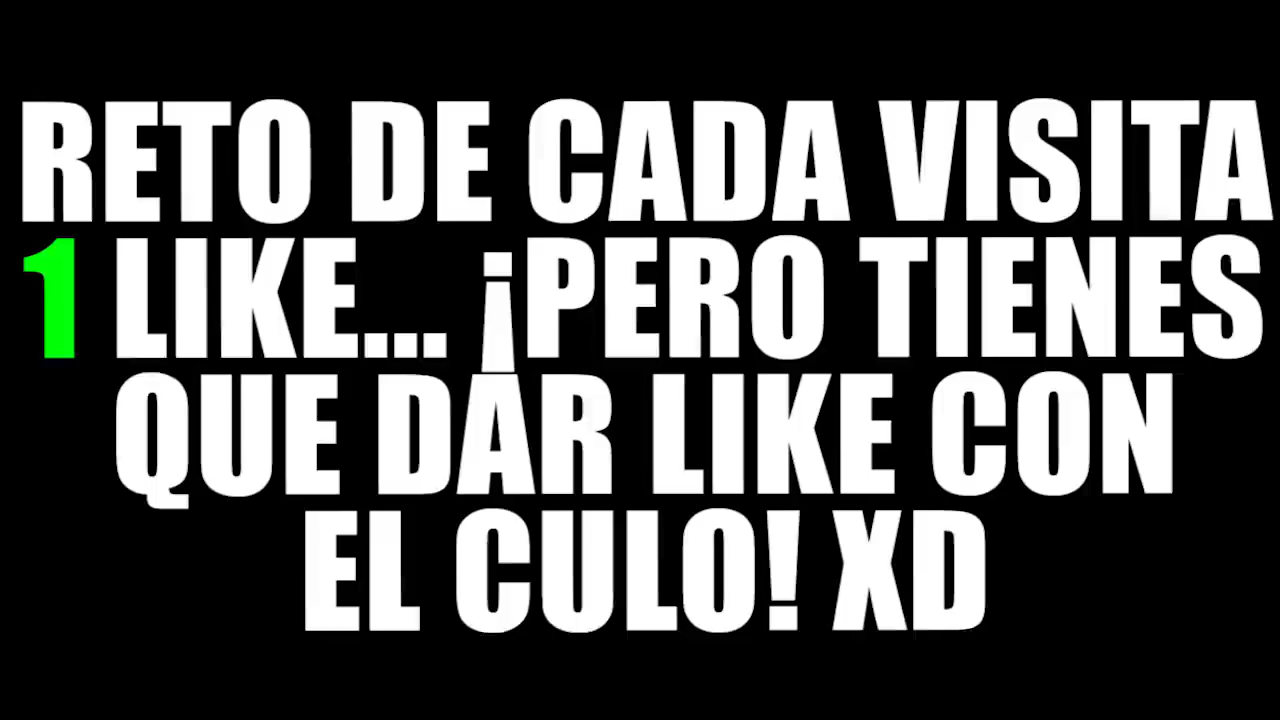 RETO DE CADA VISITA
1 LIKE... ¡PERO TIENES
QUE DAR LIKE CON
EL CULO! XD